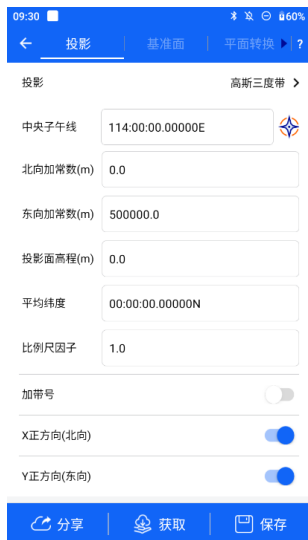 09:30 60%
投影 基准面 平面转换 ?
投影 高斯三度带
中央子午线 114:00:00.00000E
北向加常数(m) 0.0
东向加常数(m) 500000.0
投影面高程(m) 0.0
平均纬度 00:00:00.00000N
比例尺因子 1.0
加带号
X正方向(北向)
Y正方向(东向)
分享 获取 保存